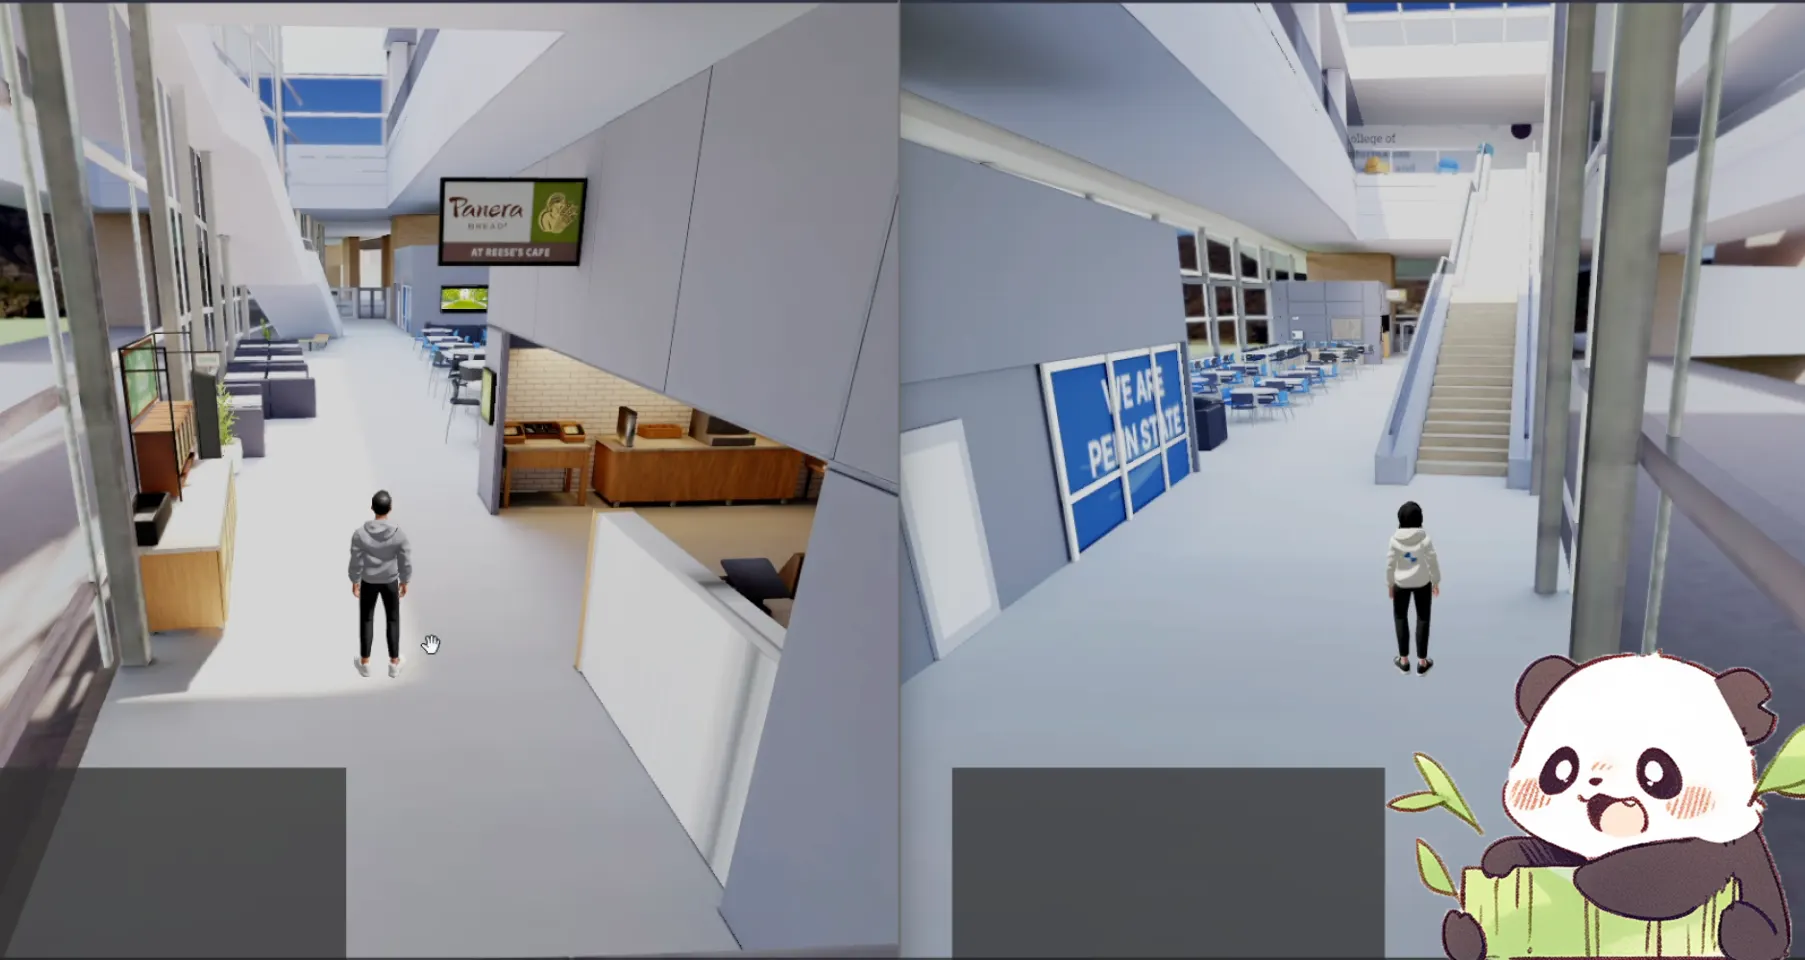 Panera
BREAD
AT REESE'S CAFE
ollege of
WE ARE
PENN STATE